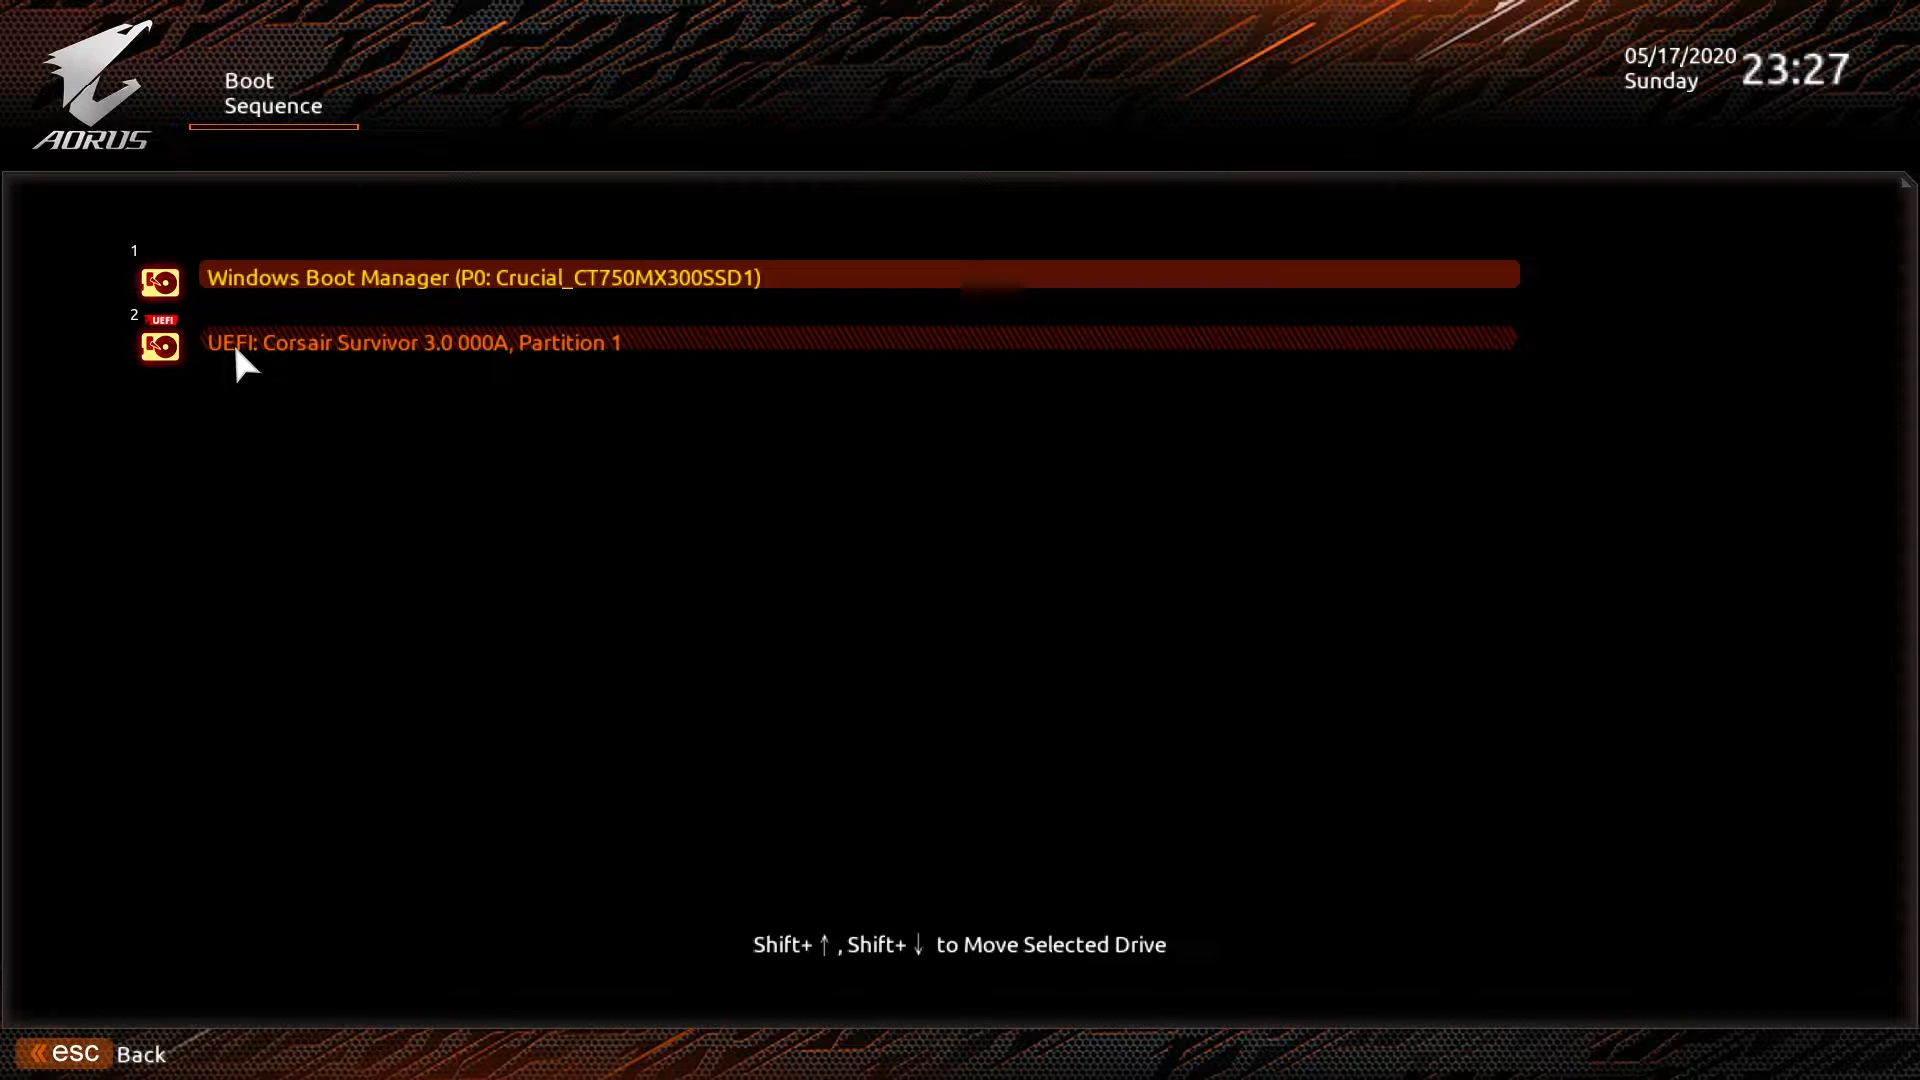 AORUS
Boot
Sequence
05/17/2020
Sunday
23:27
1
Windows Boot Manager (P0: Crucial_CT750MX300SSD1)
2
UEFI
UEFI: Corsair Survivor 3.0 000A, Partition 1
Shift+ ↑ , Shift+ ↓ to Move Selected Drive
esc Back